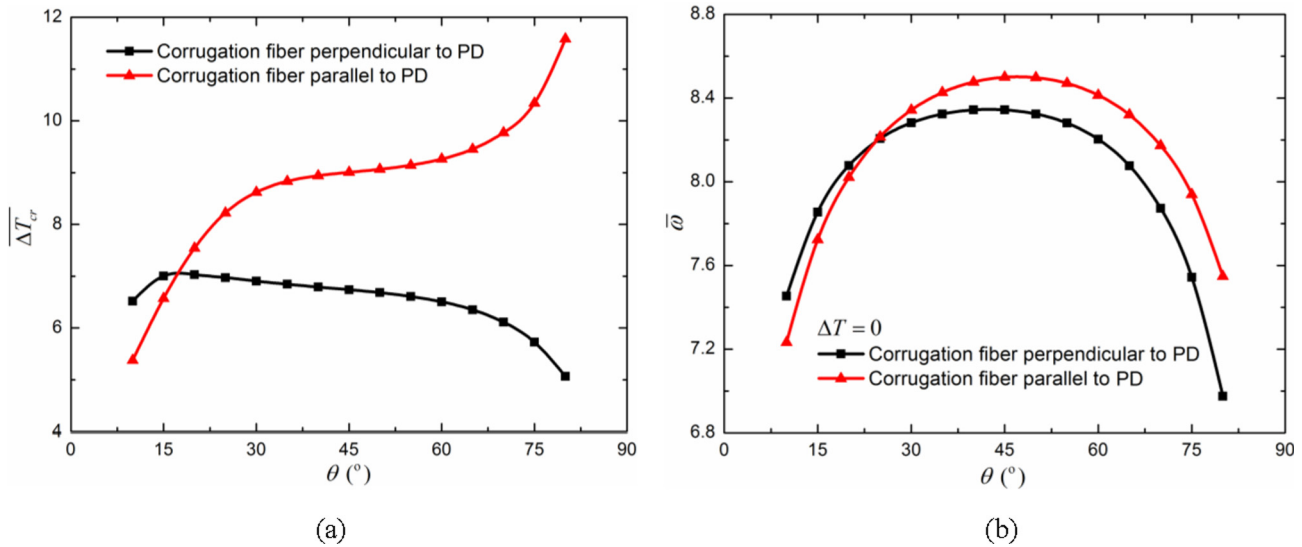 12
10
8
6
4
ΔT_cr
Corrugation fiber perpendicular to PD
Corrugation fiber parallel to PD
0 15 30 45 60 75 90
θ (°)
(a)
8.8
8.4
8.0
7.6
7.2
6.8
ω̄
ΔT = 0
Corrugation fiber perpendicular to PD
Corrugation fiber parallel to PD
0 15 30 45 60 75 90
θ (°)
(b)